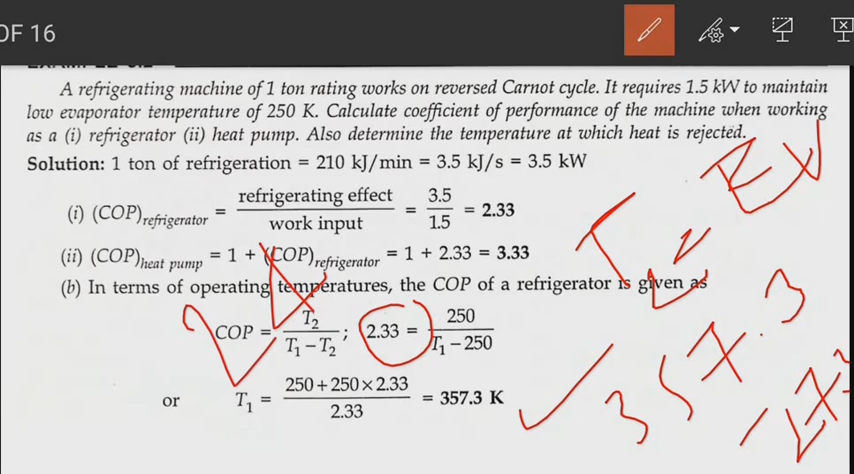 OF 16
A refrigerating machine of 1 ton rating works on reversed Carnot cycle. It requires 1.5 kW to maintain
low evaporator temperature of 250 K. Calculate coefficient of performance of the machine when working
as a (i) refrigerator (ii) heat pump. Also determine the temperature at which heat is rejected.
Solution: 1 ton of refrigeration = 210 kJ/min = 3.5 kJ/s = 3.5 kW
(i) (COP)refrigerator = refrigerating effect / work input = 3.5 / 1.5 = 2.33
(ii) (COP)heat pump = 1 + (COP)refrigerator = 1 + 2.33 = 3.33
(b) In terms of operating temperatures, the COP of a refrigerator is given as
COP = T₂ / T₁ – T₂ ; 2.33 = 250 / T₁ – 250
or T₁ = 250 + 250 × 2.33 / 2.33 = 357.3 K
357.3